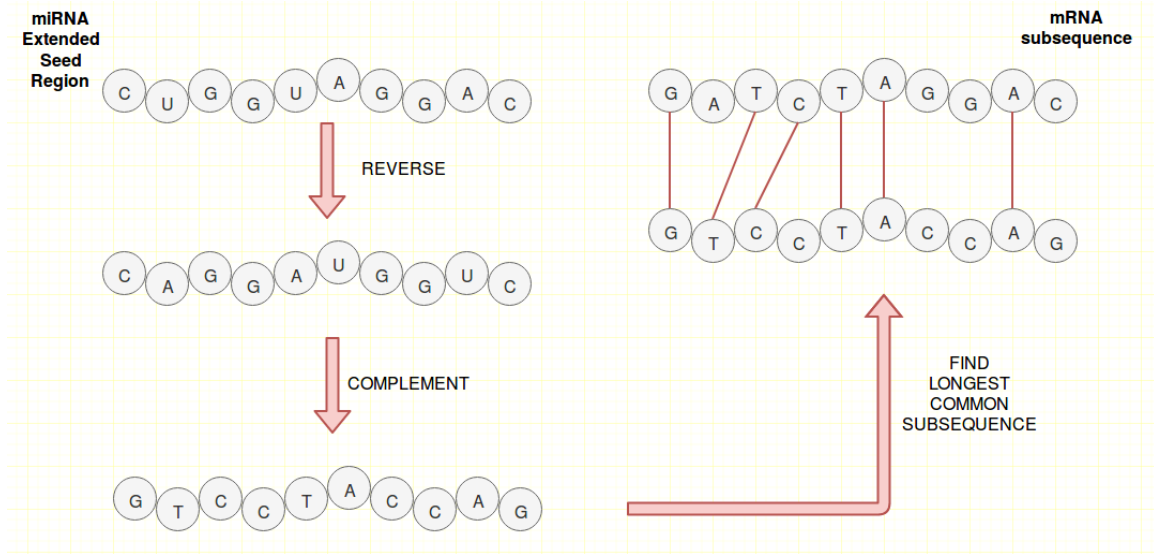 miRNA
Extended
Seed
Region
C U G G U A G G A C
REVERSE
C A G G A U G G U C
COMPLEMENT
G T C C T A C C A G
mRNA
subsequence
G A T C T A G G A C
G T C C T A C C A G
FIND
LONGEST
COMMON
SUBSEQUENCE